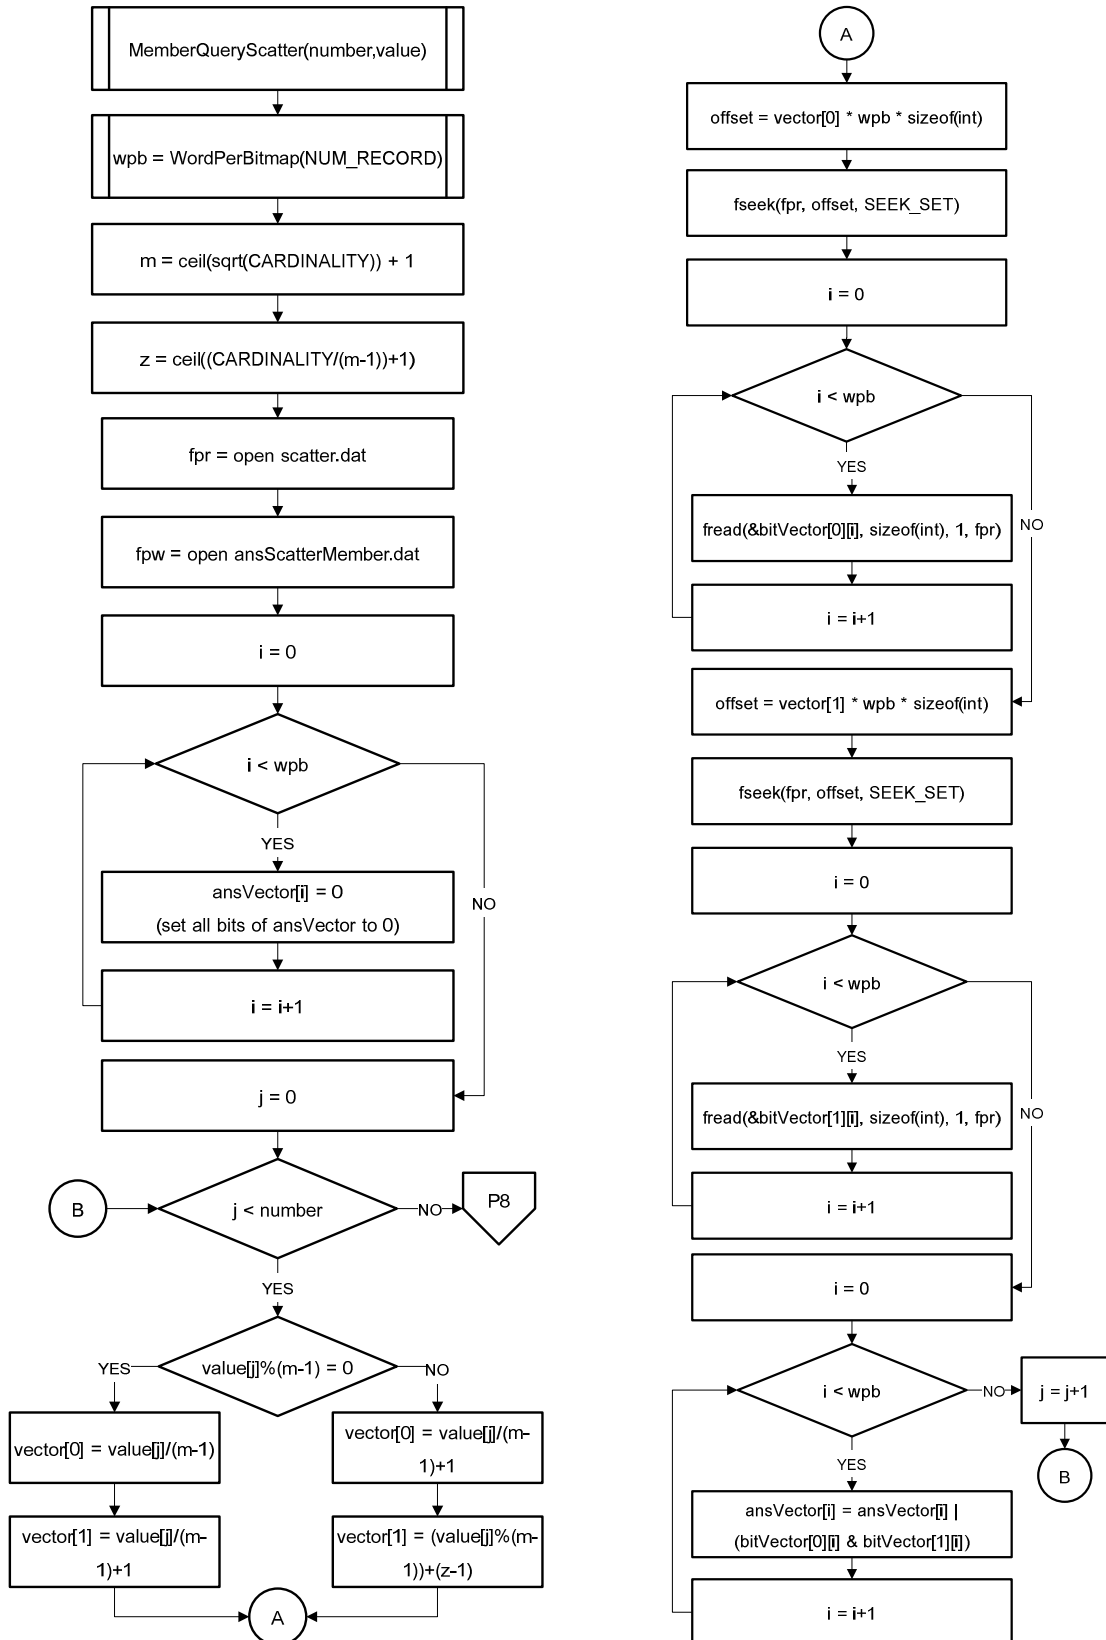 MemberQueryScatter(number,value)
wpb = WordPerBitmap(NUM_RECORD)
m = ceil(sqrt(CARDINALITY)) + 1
z = ceil((CARDINALITY/(m-1))+1)
fpr = open scatter.dat
fpw = open ansScatterMember.dat
i = 0
i < wpb
YES
NO
ansVector[i] = 0
(set all bits of ansVector to 0)
i = i+1
j = 0
B
j < number
NO
P8
YES
value[j]%(m-1) = 0
YES
NO
vector[0] = value[j]/(m-1)
vector[1] = value[j]/(m-
1)+1
vector[0] = value[j]/(m-
1)+1
vector[1] = (value[j]%(m-
1))+(z-1)
A
A
offset = vector[0] * wpb * sizeof(int)
fseek(fpr, offset, SEEK_SET)
i = 0
i < wpb
YES
NO
fread(&bitVector[0][i], sizeof(int), 1, fpr)
i = i+1
offset = vector[1] * wpb * sizeof(int)
fseek(fpr, offset, SEEK_SET)
i = 0
i < wpb
YES
NO
fread(&bitVector[1][i], sizeof(int), 1, fpr)
i = i+1
i = 0
i < wpb
NO
j = j+1
B
YES
ansVector[i] = ansVector[i] |
(bitVector[0][i] & bitVector[1][i])
i = i+1